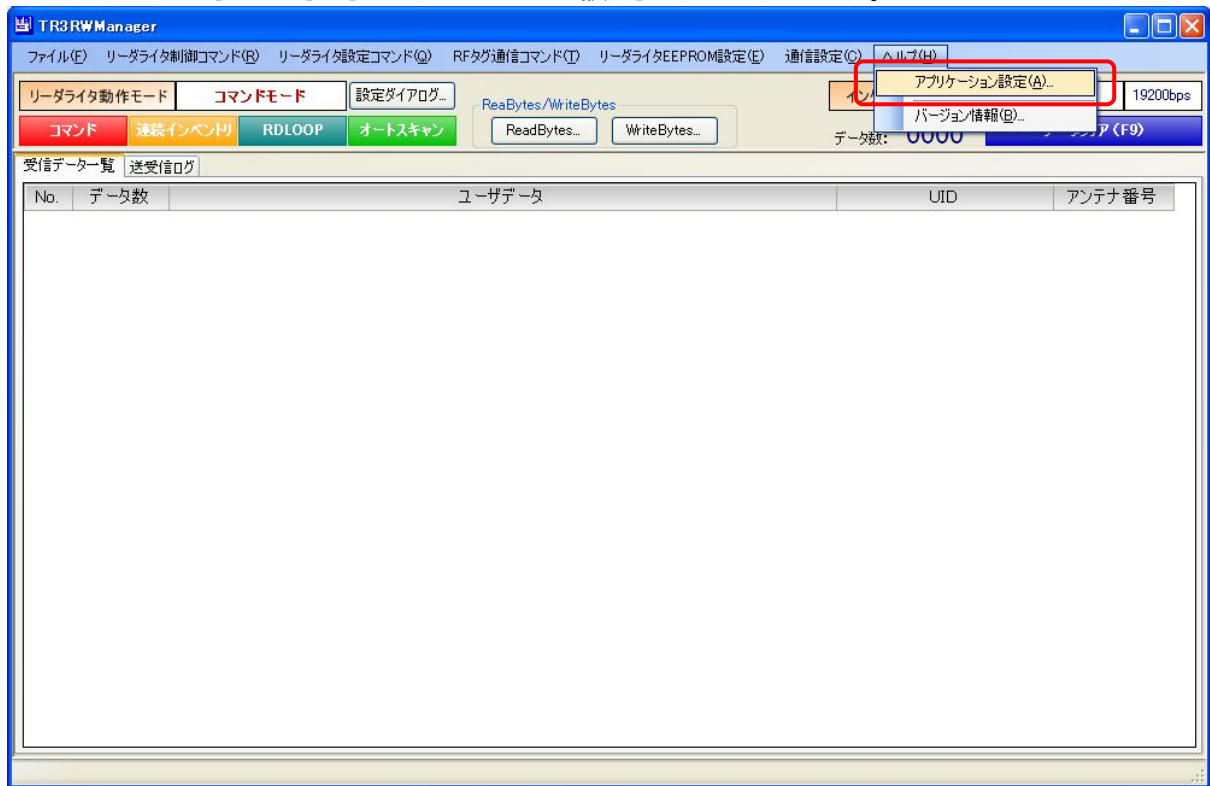 TR3RWManager
ファイル(F) リーダライタ制御コマンド(R) リーダライタ設定コマンド(Q) RFタグ通信コマンド(T) リーダライタEEPROM設定(E) 通信設定(C) ヘルプ(H)
アプリケーション設定(A)...
バージョン情報(B)...
リーダライタ動作モード コマンドモード 設定ダイアログ... ReaBytes/WriteBytes 19200bps
コマンド 連続インベントリ RDLOOP オートスキャン ReadBytes... WriteBytes... データ数: 0000 (F9)
受信データ一覧 送受信ログ
No. データ数 ユーザデータ UID アンテナ番号